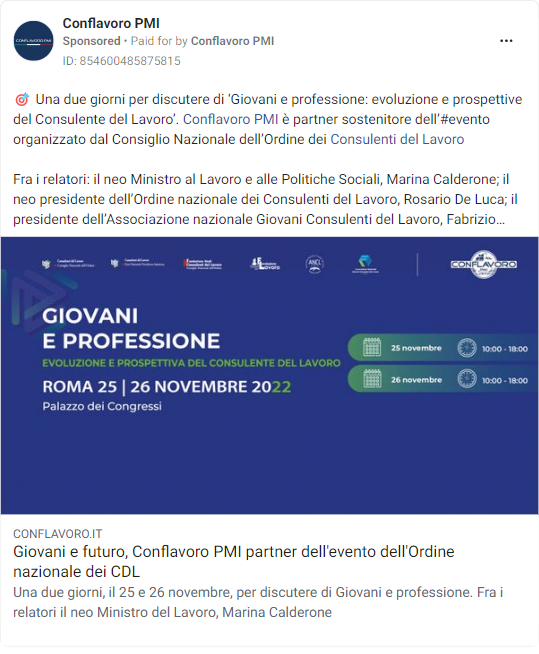 Conflavoro PMI
Sponsored • Paid for by Conflavoro PMI
ID: 854600485875815
CONFLAVORO PMI
🎯 Una due giorni per discutere di ‘Giovani e professione: evoluzione e prospettive
del Consulente del Lavoro’. Conflavoro PMI è partner sostenitore dell’#evento
organizzato dal Consiglio Nazionale dell’Ordine dei Consulenti del Lavoro
Fra i relatori: il neo Ministro al Lavoro e alle Politiche Sociali, Marina Calderone; il
neo presidente dell’Ordine nazionale dei Consulenti del Lavoro, Rosario De Luca; il
presidente dell’Associazione nazionale Giovani Consulenti del Lavoro, Fabrizio...
ANCL
CONFLAVORO
GIOVANI
E PROFESSIONE
EVOLUZIONE E PROSPETTIVA DEL CONSULENTE DEL LAVORO
ROMA 25 | 26 NOVEMBRE 2022
Palazzo dei Congressi
25 novembre 10:00 - 18:00
26 novembre 10:00 - 18:00
CONFLAVORO.IT
Giovani e futuro, Conflavoro PMI partner dell'evento dell'Ordine
nazionale dei CDL
Una due giorni, il 25 e 26 novembre, per discutere di Giovani e professione. Fra i
relatori il neo Ministro del Lavoro, Marina Calderone